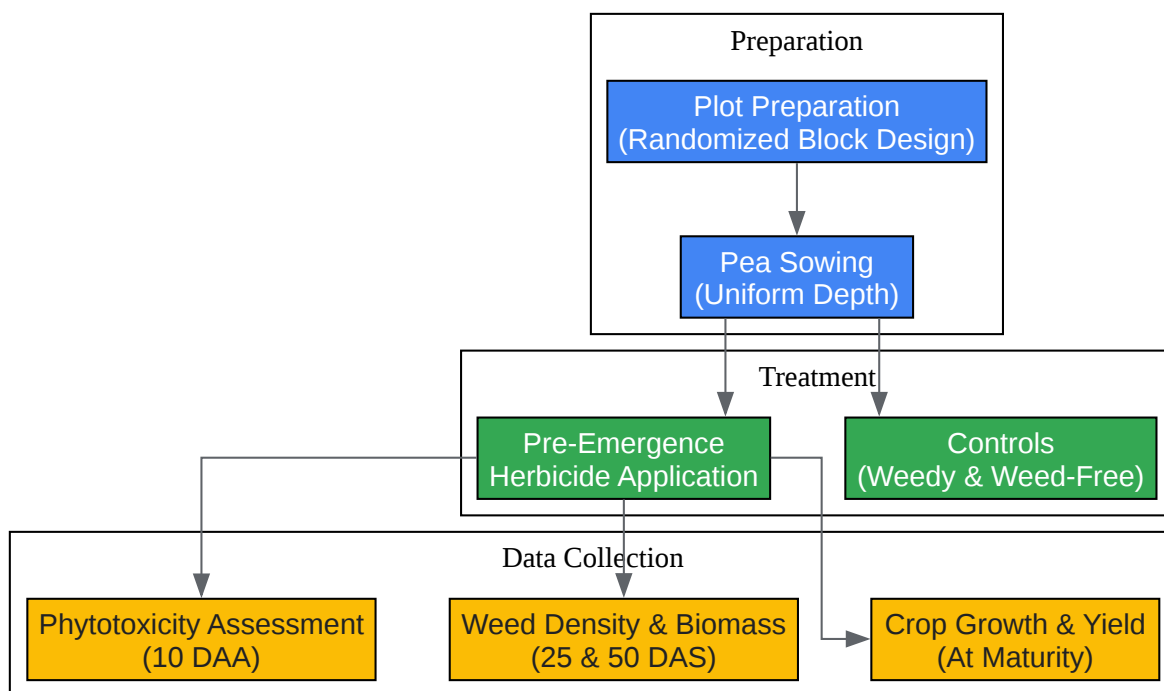 Preparation
Plot Preparation
(Randomized Block Design)
Pea Sowing
(Uniform Depth)
Treatment
Pre-Emergence
Herbicide Application
Controls
(Weedy & Weed-Free)
Data Collection
Phytotoxicity Assessment
(10 DAA)
Weed Density & Biomass
(25 & 50 DAS)
Crop Growth & Yield
(At Maturity)